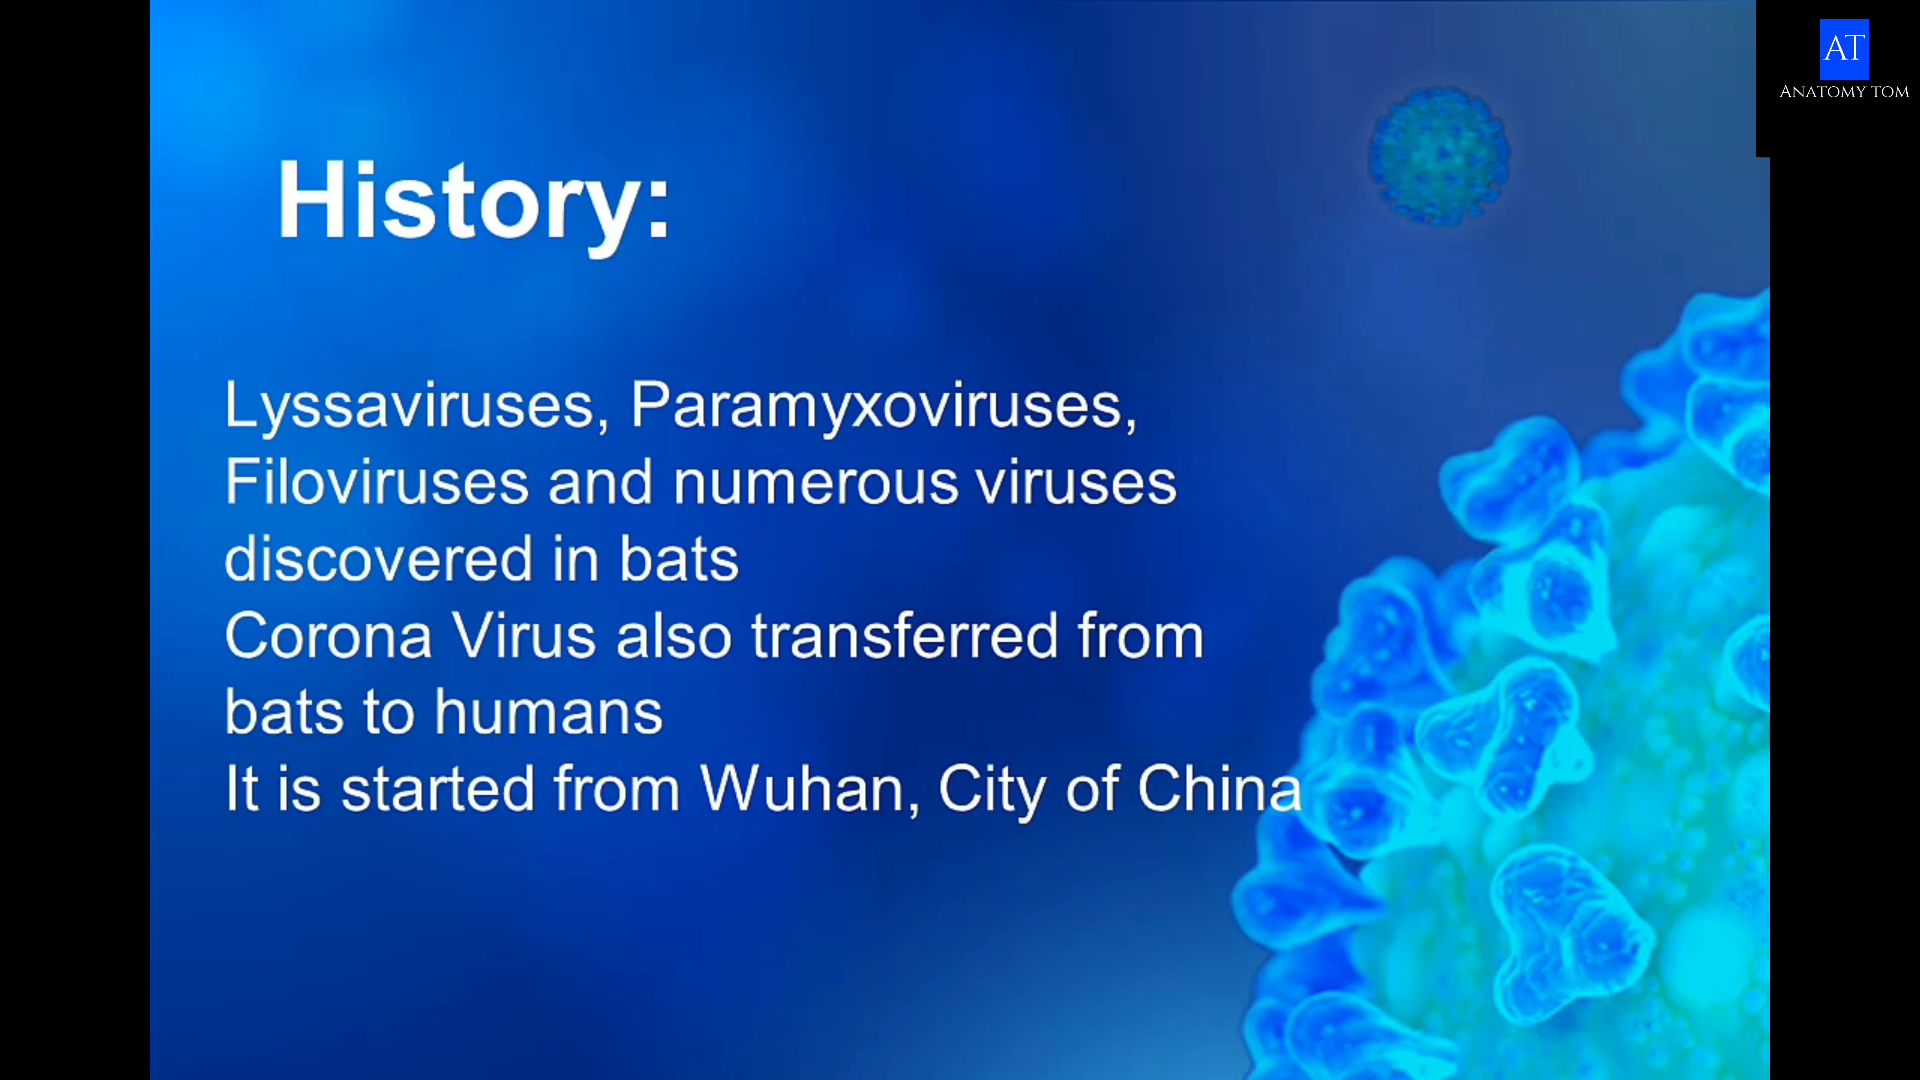 AT
ANATOMY TOM
History:
Lyssaviruses, Paramyxoviruses,
Filoviruses and numerous viruses
discovered in bats
Corona Virus also transferred from
bats to humans
It is started from Wuhan, City of China